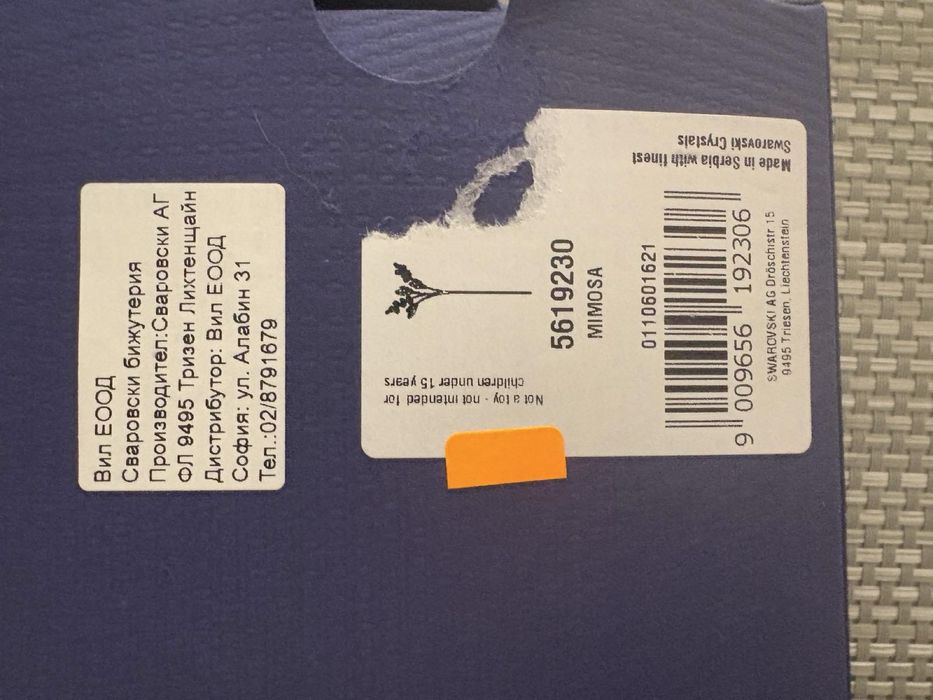 Вил ЕООД
Сваровски бижутерия
Производител:Сваровски АГ
ФЛ 9495 Тризен Лихтенщайн
Дистрибутор: Вил ЕООД
София: ул. Алабин 31
Тел.:02/8791679
Not a toy - not intended for
children under 15 years
5619230
MIMOSA
Made in Serbia with finest
Swarovski Crystals
0110601621
9 009656 192306
SWAROVSKI AG Dröschistr 15
9495 Triesen, Liechtenstein